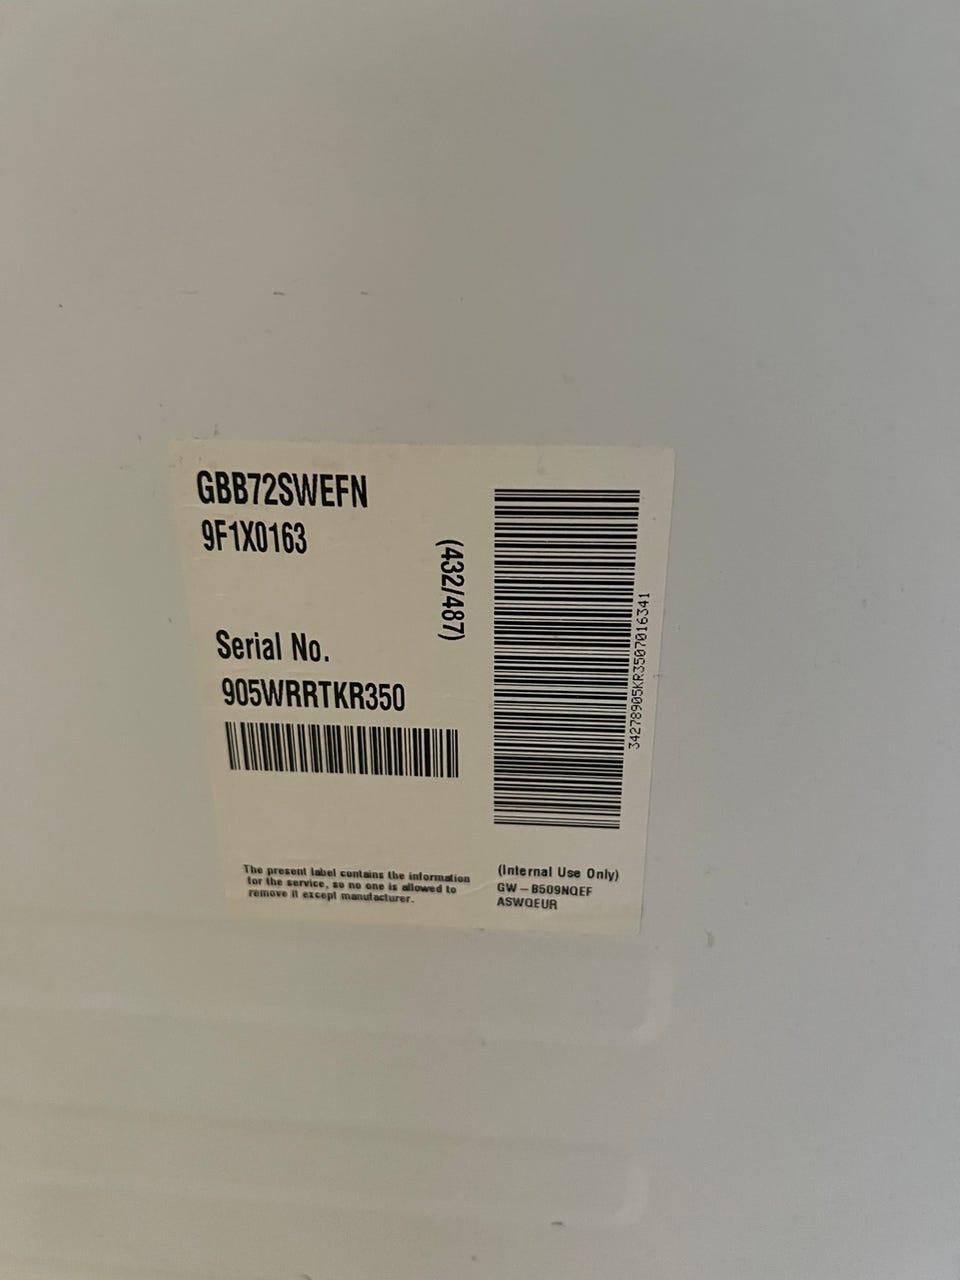 GBB72SWEFN
9F1X0163
(432/487)
Serial No.
905WRRTKR350
34278905KR3507016341
The present label contains the information
for the service, so no one is allowed to
remove it except manufacturer.
(Internal Use Only)
GW-B509NQEF
ASWQEUR